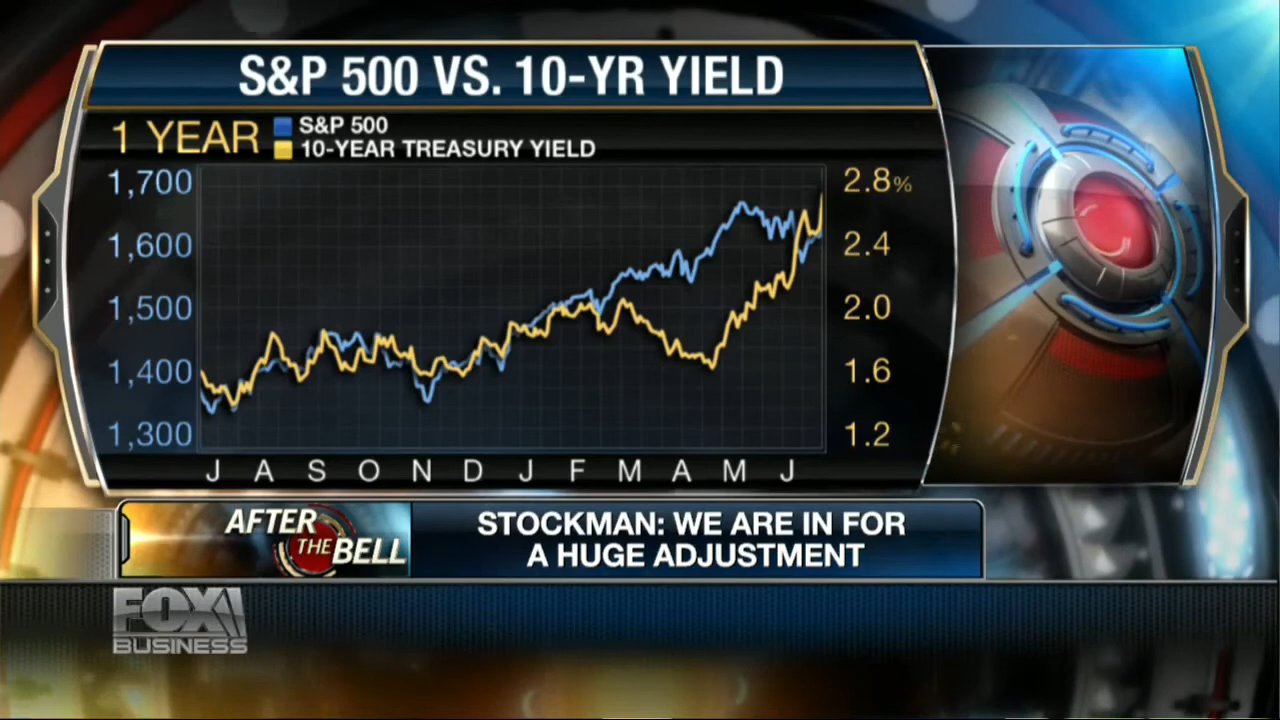 S&P 500 VS. 10-YR YIELD
1 YEAR
S&P 500
10-YEAR TREASURY YIELD
1,700
1,600
1,500
1,400
1,300
2.8%
2.4
2.0
1.6
1.2
J A S O N D J F M A M J
AFTER
THE BELL
STOCKMAN: WE ARE IN FOR
A HUGE ADJUSTMENT
FOX
BUSINESS